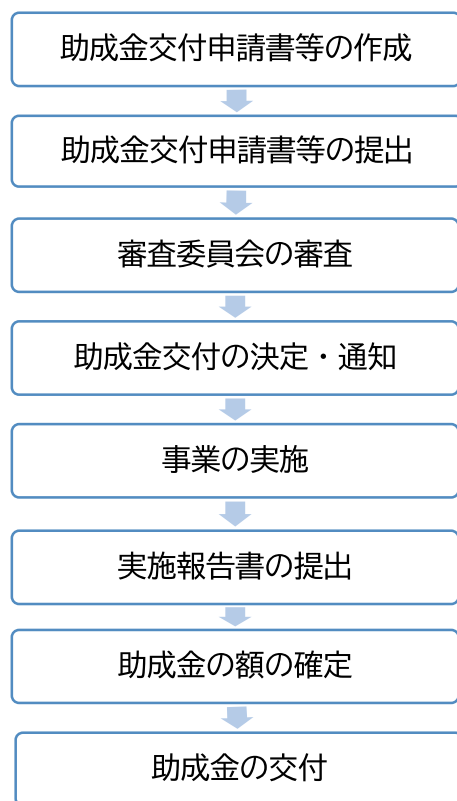 助成金交付申請書等の作成
助成金交付申請書等の提出
審査委員会の審査
助成金交付の決定・通知
事業の実施
実施報告書の提出
助成金の額の確定
助成金の交付